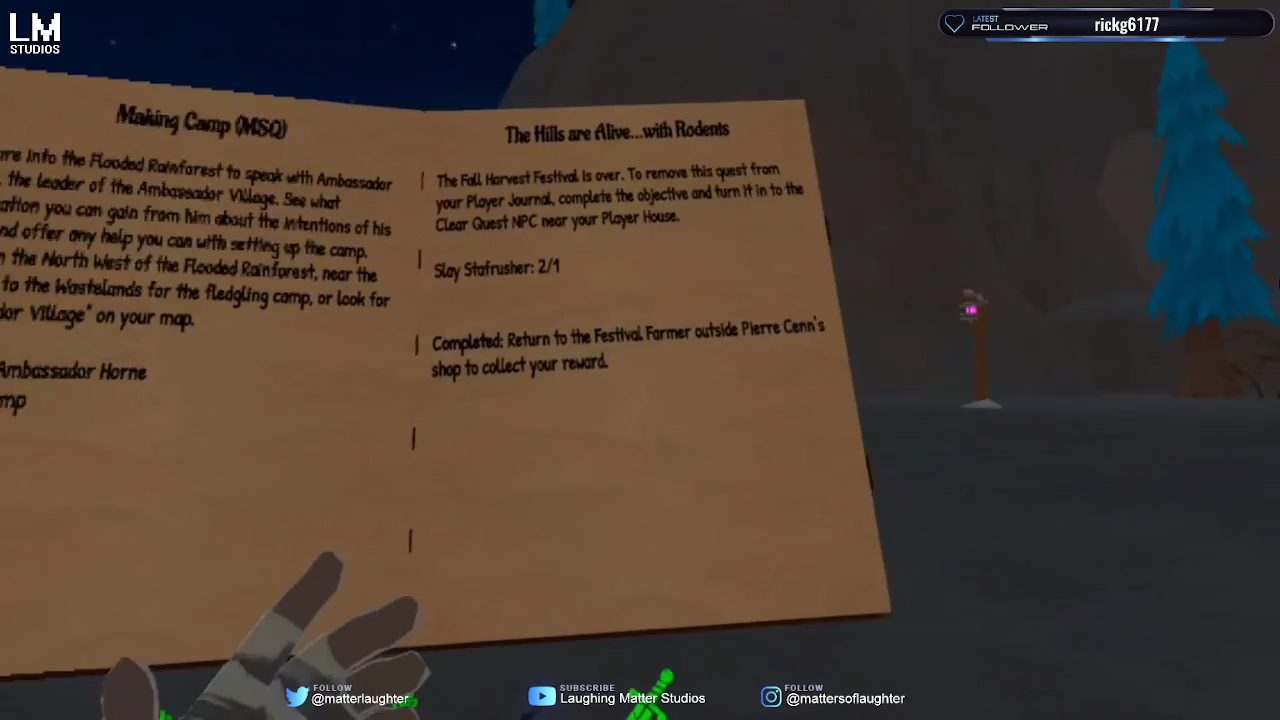 LM
STUDIOS
LATEST
FOLLOWER
rickg6177
Making Camp (MSQ)
into the Flooded Rainforest to speak with Ambassador
the leader of the Ambassador Village. See what
you can gain from him about the intentions of his
offer any help you can with setting up the camp.
the North West of the Flooded Rainforest, near the
to the Wastelands for the fledgling camp, or look for
Village" on your map.
Ambassador Horne
The Hills are Alive...with Rodents
The Fall Harvest Festival is over. To remove this quest from
your Player Journal, complete the objective and turn it in to the
Clear Quest NPC near your Player House.
Slay Stafrusher: 2/1
Completed: Return to the Festival Farmer outside Pierre Cenn's
shop to collect your reward.
FOLLOW
@matterlaughter
SUBSCRIBE
Laughing Matter Studios
FOLLOW
@mattersoflaughter